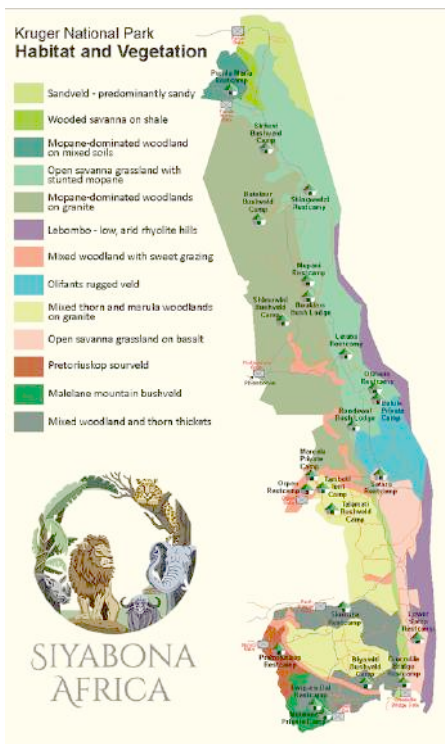 Kruger National Park
Habitat and Vegetation
Sandveld - predominantly sandy
Wooded savanna on shale
Mopane-dominated woodland
on mixed soils
Open savanna grassland with
stunted mopane
Mopane-dominated woodlands
on granite
Lebombo - low, arid rhyolite hills
Mixed woodland with sweet grazing
Olifants rugged veld
Mixed thorn and marula woodlands
on granite
Open savanna grassland on basalt
Pretoriuskop sourveld
Malelane mountain bushveld
Mixed woodland and thorn thickets
Punda Maria
Restcamp
Sirheni
Bushveld
Camp
Shingwedzi
Restcamp
Bateleur
Bushveld
Camp
Mopani
Restcamp
Boulders
Bush Lodge
Shimuwini
Bushveld
Camp
Letaba
Restcamp
Olifants
Restcamp
Balule
Private
Camp
Roodewal
Bush Lodge
Maroela
Private
Camp
Tamboti
Tent
Camp
Orpen
Restcamp
Satara
Restcamp
Talamati
Bushveld
Camp
Skukuza
Restcamp
Lower
Sabie
Restcamp
Pretoriuskop
Restcamp
Biyamiti
Bushveld
Camp
Crocodile
Bridge
Restcamp
Berg-en-Dal
Restcamp
Malelane
Private Camp
SIYABONA
AFRICA